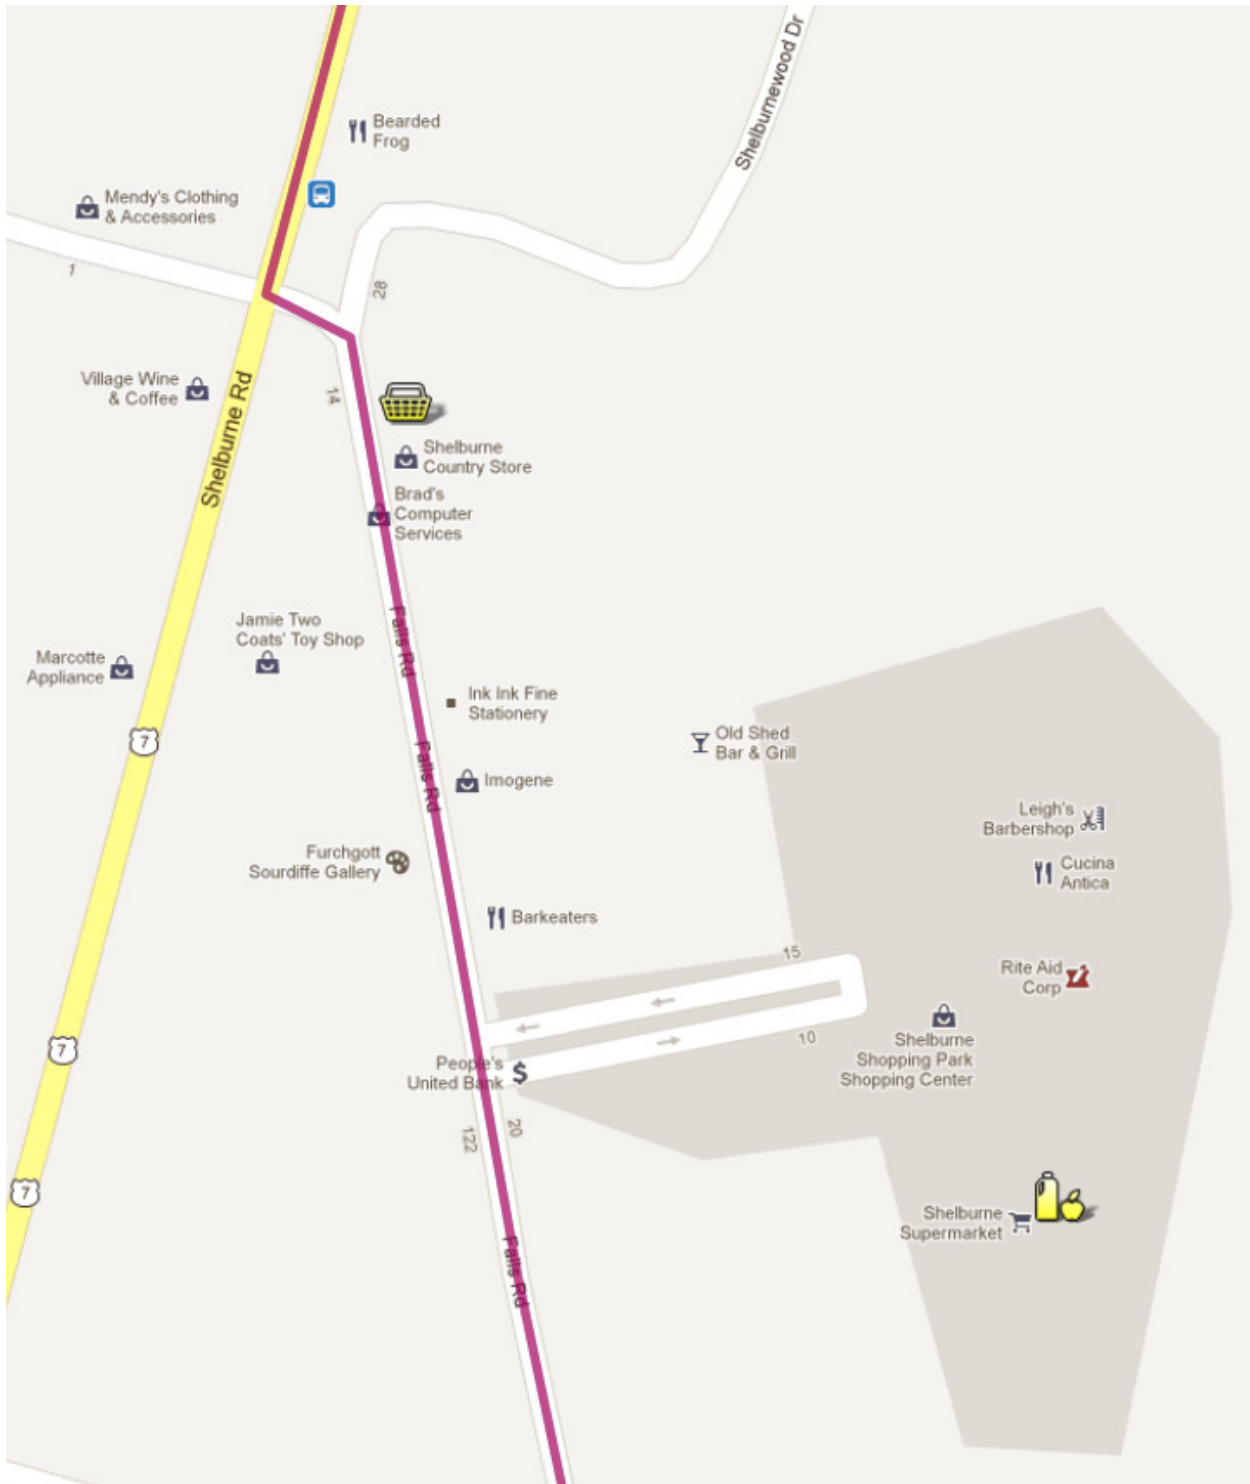 Shelburnewood Dr
Bearded
Frog
Mendy's Clothing
& Accessories
1
28
Village Wine
& Coffee
14
Shelburne Rd
Shelburne
Country Store
Brad's
Computer
Services
Jamie Two
Coats' Toy Shop
Falls Rd
Marcotte
Appliance
Ink Ink Fine
Stationery
7
Old Shed
Bar & Grill
Falls Rd
Imogene
Leigh's
Barbershop
Furchgott
Sourdiffe Gallery
Cucina
Antica
Barkeaters
15
Rite Aid
Corp
7
10
Shelburne
Shopping Park
Shopping Center
People's
United Bank
$
122
20
7
Shelburne
Supermarket
Falls Rd